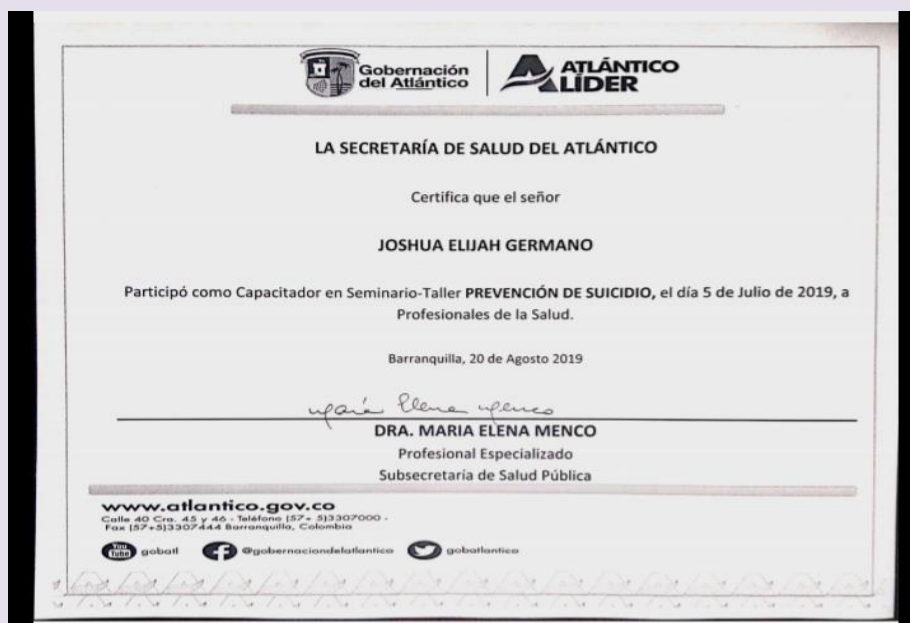 Gobernación
del Atlántico
ATLÁNTICO
LÍDER
LA SECRETARÍA DE SALUD DEL ATLÁNTICO
Certifica que el señor
JOSHUA ELIJAH GERMANO
Participó como Capacitador en Seminario-Taller PREVENCIÓN DE SUICIDIO, el día 5 de Julio de 2019, a
Profesionales de la Salud.
Barranquilla, 20 de Agosto 2019
María Elena Menco
DRA. MARIA ELENA MENCO
Profesional Especializado
Subsecretaría de Salud Pública
www.atlantico.gov.co
Calle 40 Cra. 45 y 46 - Teléfono (57+ 5)3307000 -
Fax (57+5)3307444 Barranquilla, Colombia
You Tube gobatl @gobernaciondelatlantico gobatlantico